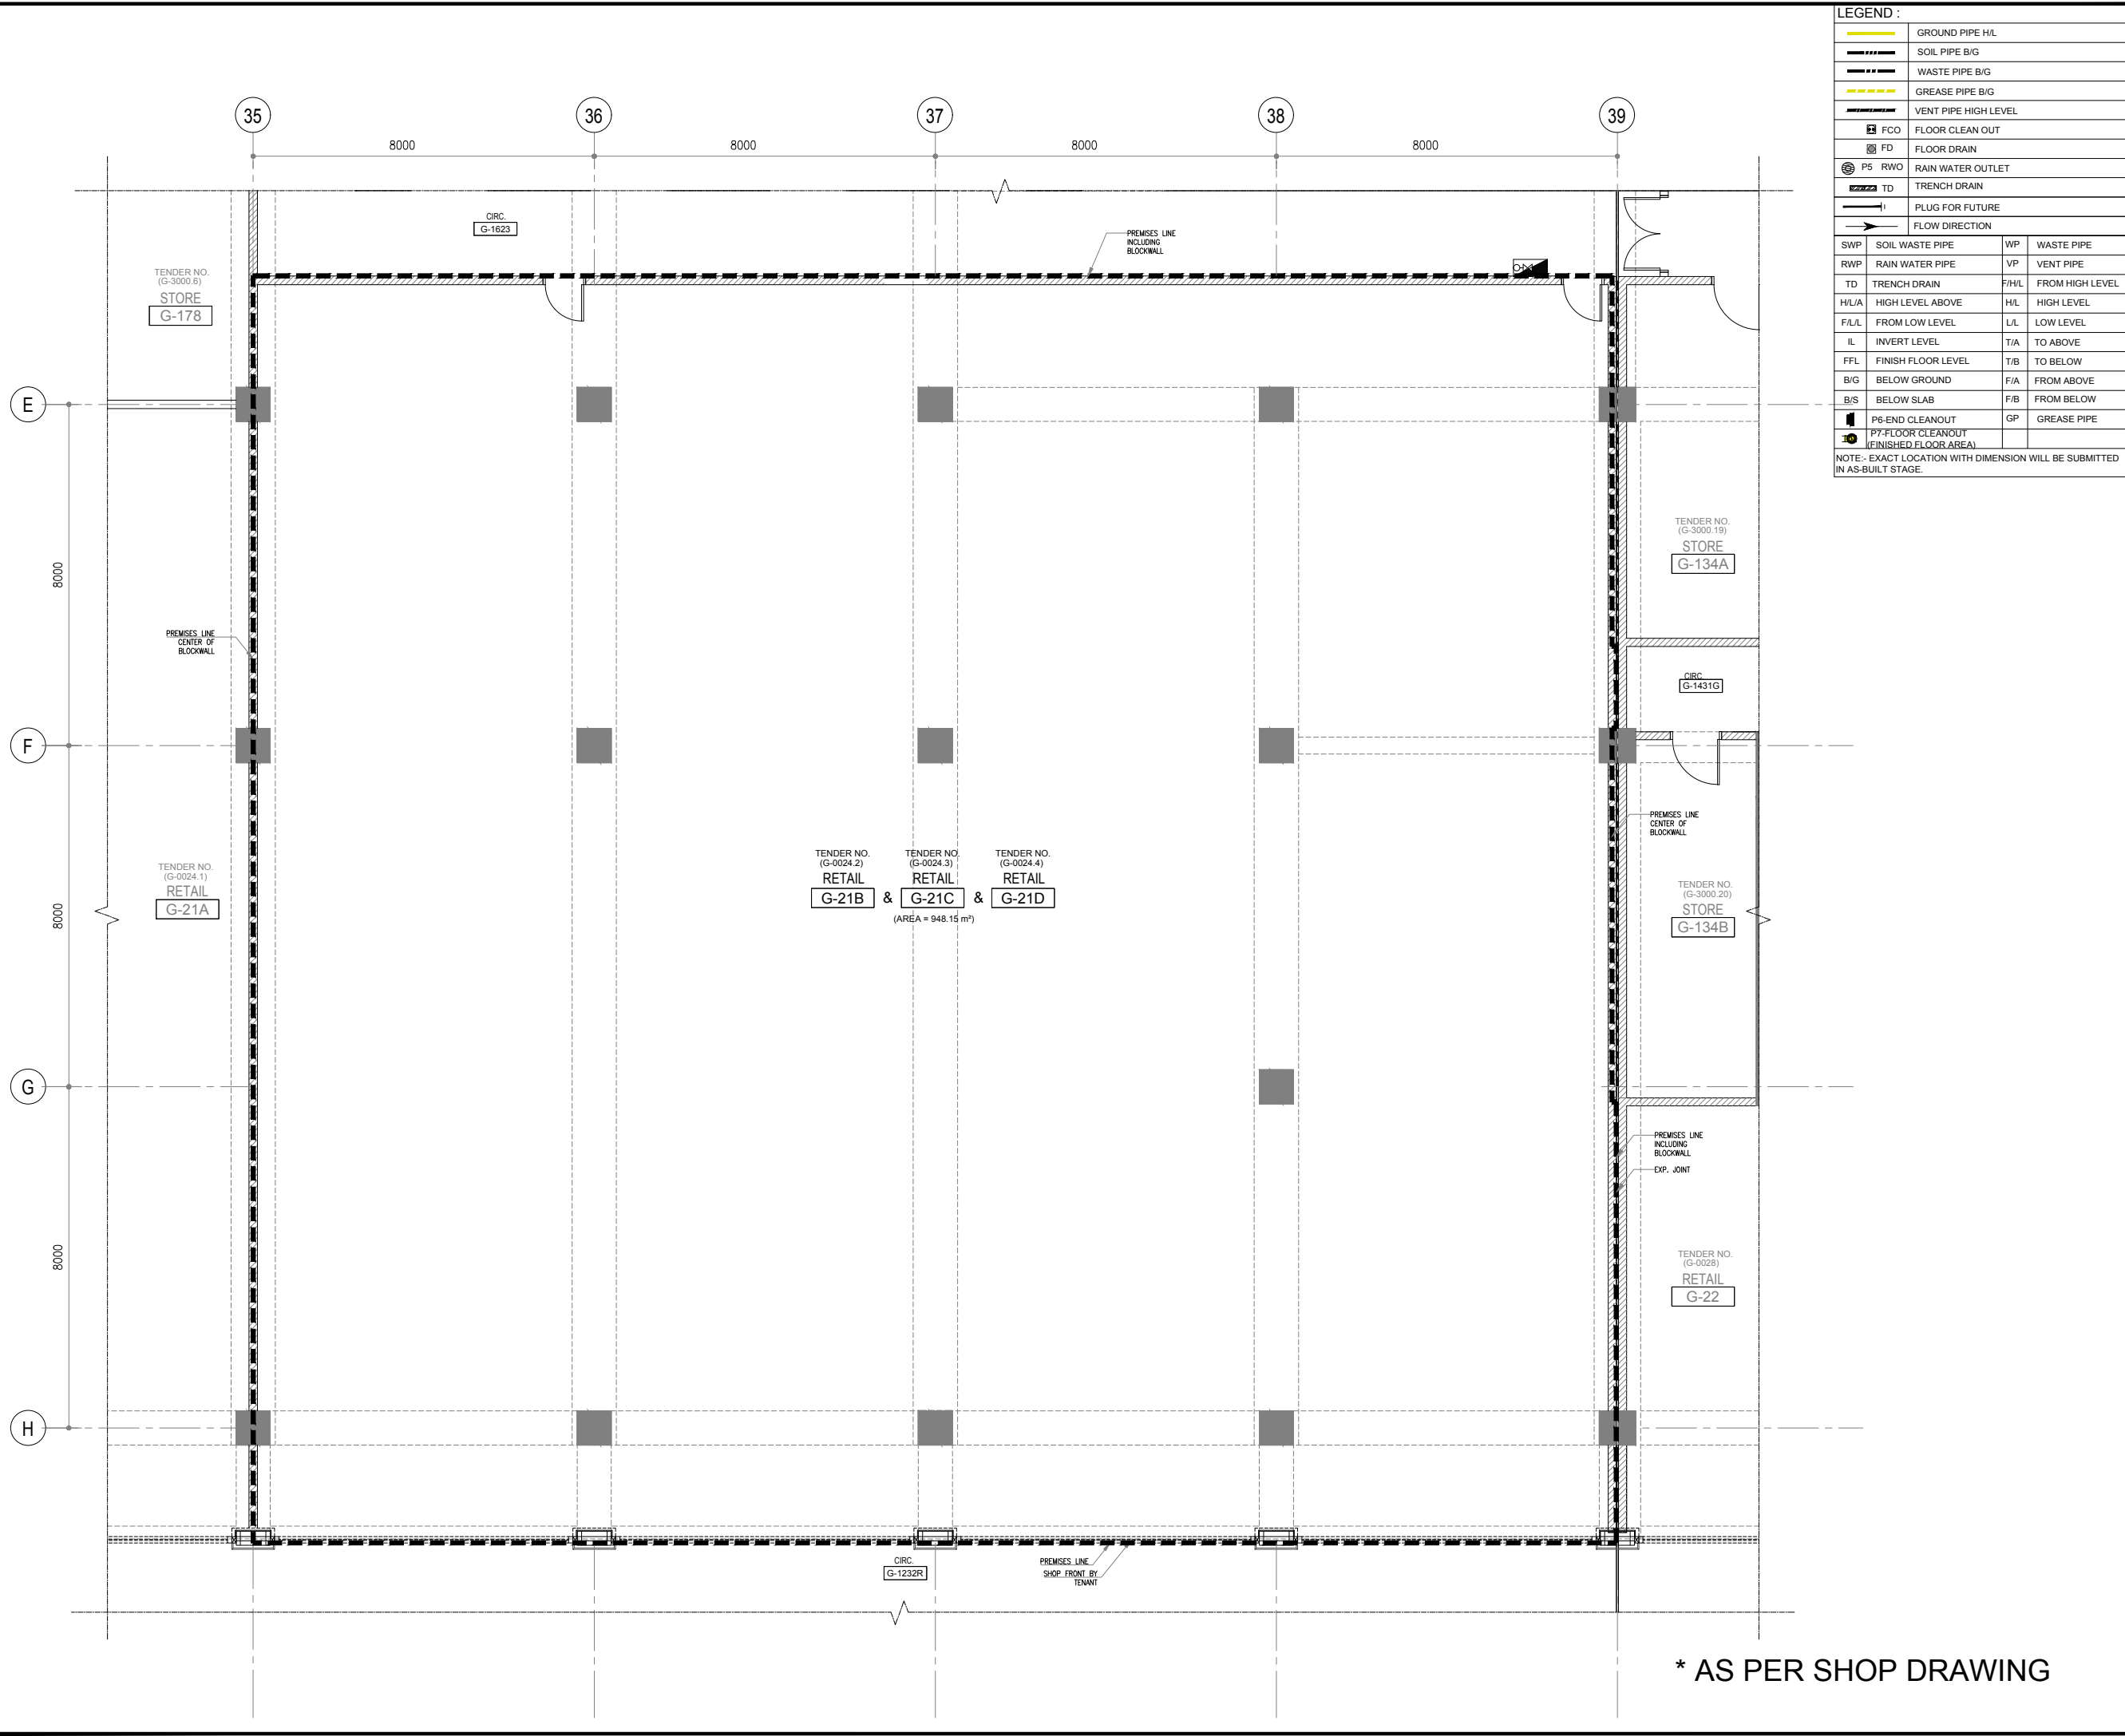 LEGEND :
GROUND PIPE H/L
SOIL PIPE B/G
WASTE PIPE B/G
GREASE PIPE B/G
VENT PIPE HIGH LEVEL
FCO FLOOR CLEAN OUT
FD FLOOR DRAIN
P5 RWO RAIN WATER OUTLET
TD TRENCH DRAIN
PLUG FOR FUTURE
FLOW DIRECTION
SWP SOIL WASTE PIPE WP WASTE PIPE
RWP RAIN WATER PIPE VP VENT PIPE
TD TRENCH DRAIN F/H/L FROM HIGH LEVEL
H/L/A HIGH LEVEL ABOVE H/L HIGH LEVEL
F/L/L FROM LOW LEVEL L/L LOW LEVEL
IL INVERT LEVEL T/A TO ABOVE
FFL FINISH FLOOR LEVEL T/B TO BELOW
B/G BELOW GROUND F/A FROM ABOVE
B/S BELOW SLAB F/B FROM BELOW
P6-END CLEANOUT GP GREASE PIPE
P7-FLOOR CLEANOUT
(FINISHED FLOOR AREA)
NOTE:- EXACT LOCATION WITH DIMENSION WILL BE SUBMITTED
IN AS-BUILT STAGE.
35 36 37 38 39
8000 8000 8000 8000
CIRC.
G-1623
PREMISES LINE
INCLUDING
BLOCKWALL
TENDER NO.
(G-3000.6)
STORE
G-178
E
8000
TENDER NO.
(G-3000.19)
STORE
G-134A
PREMISES LINE
CENTER OF
BLOCKWALL
CIRC.
G-1431G
F
PREMISES LINE
CENTER OF
BLOCKWALL
TENDER NO.
(G-0024.1)
RETAIL
G-21A
8000
TENDER NO. TENDER NO. TENDER NO.
(G-0024.2) (G-0024.3) (G-0024.4)
RETAIL RETAIL RETAIL
G-21B & G-21C & G-21D
(AREA = 948.15 m²)
TENDER NO.
(G-3000.20)
STORE
G-134B
G
PREMISES LINE
INCLUDING
BLOCKWALL
EXP. JOINT
8000
TENDER NO.
(G-0028)
RETAIL
G-22
H
CIRC.
G-1232R
PREMISES LINE
SHOP FRONT BY
TENANT
* AS PER SHOP DRAWING